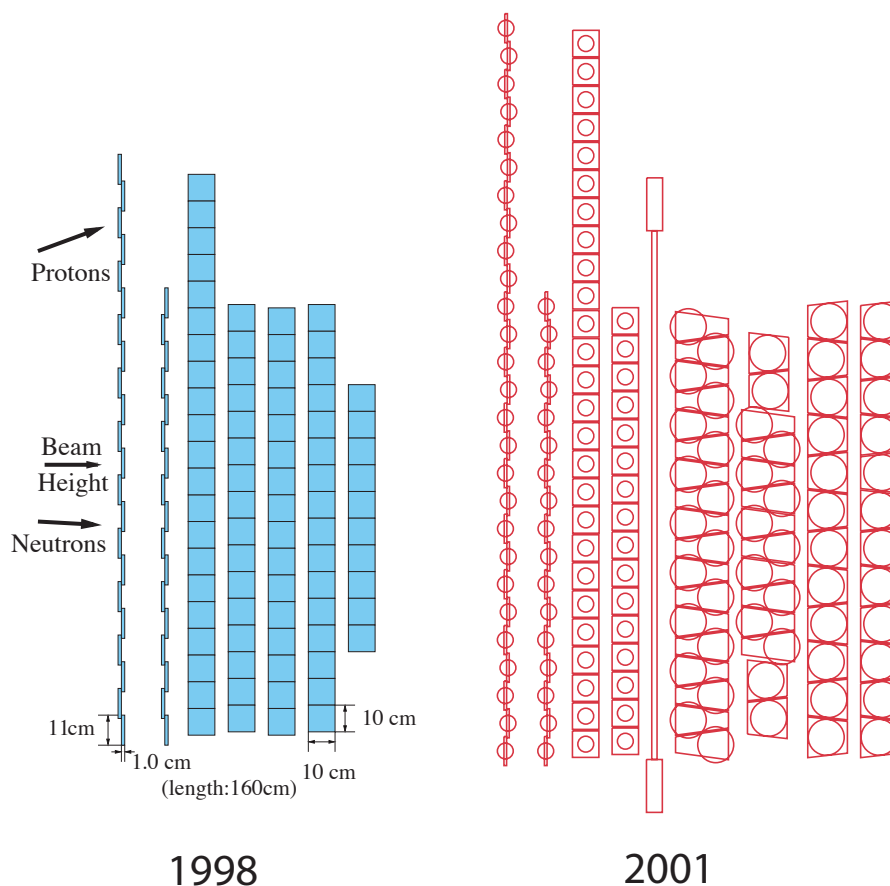 Protons
Beam
Height
Neutrons
11cm
1.0 cm
10 cm
10 cm
(length:160cm)
1998
2001